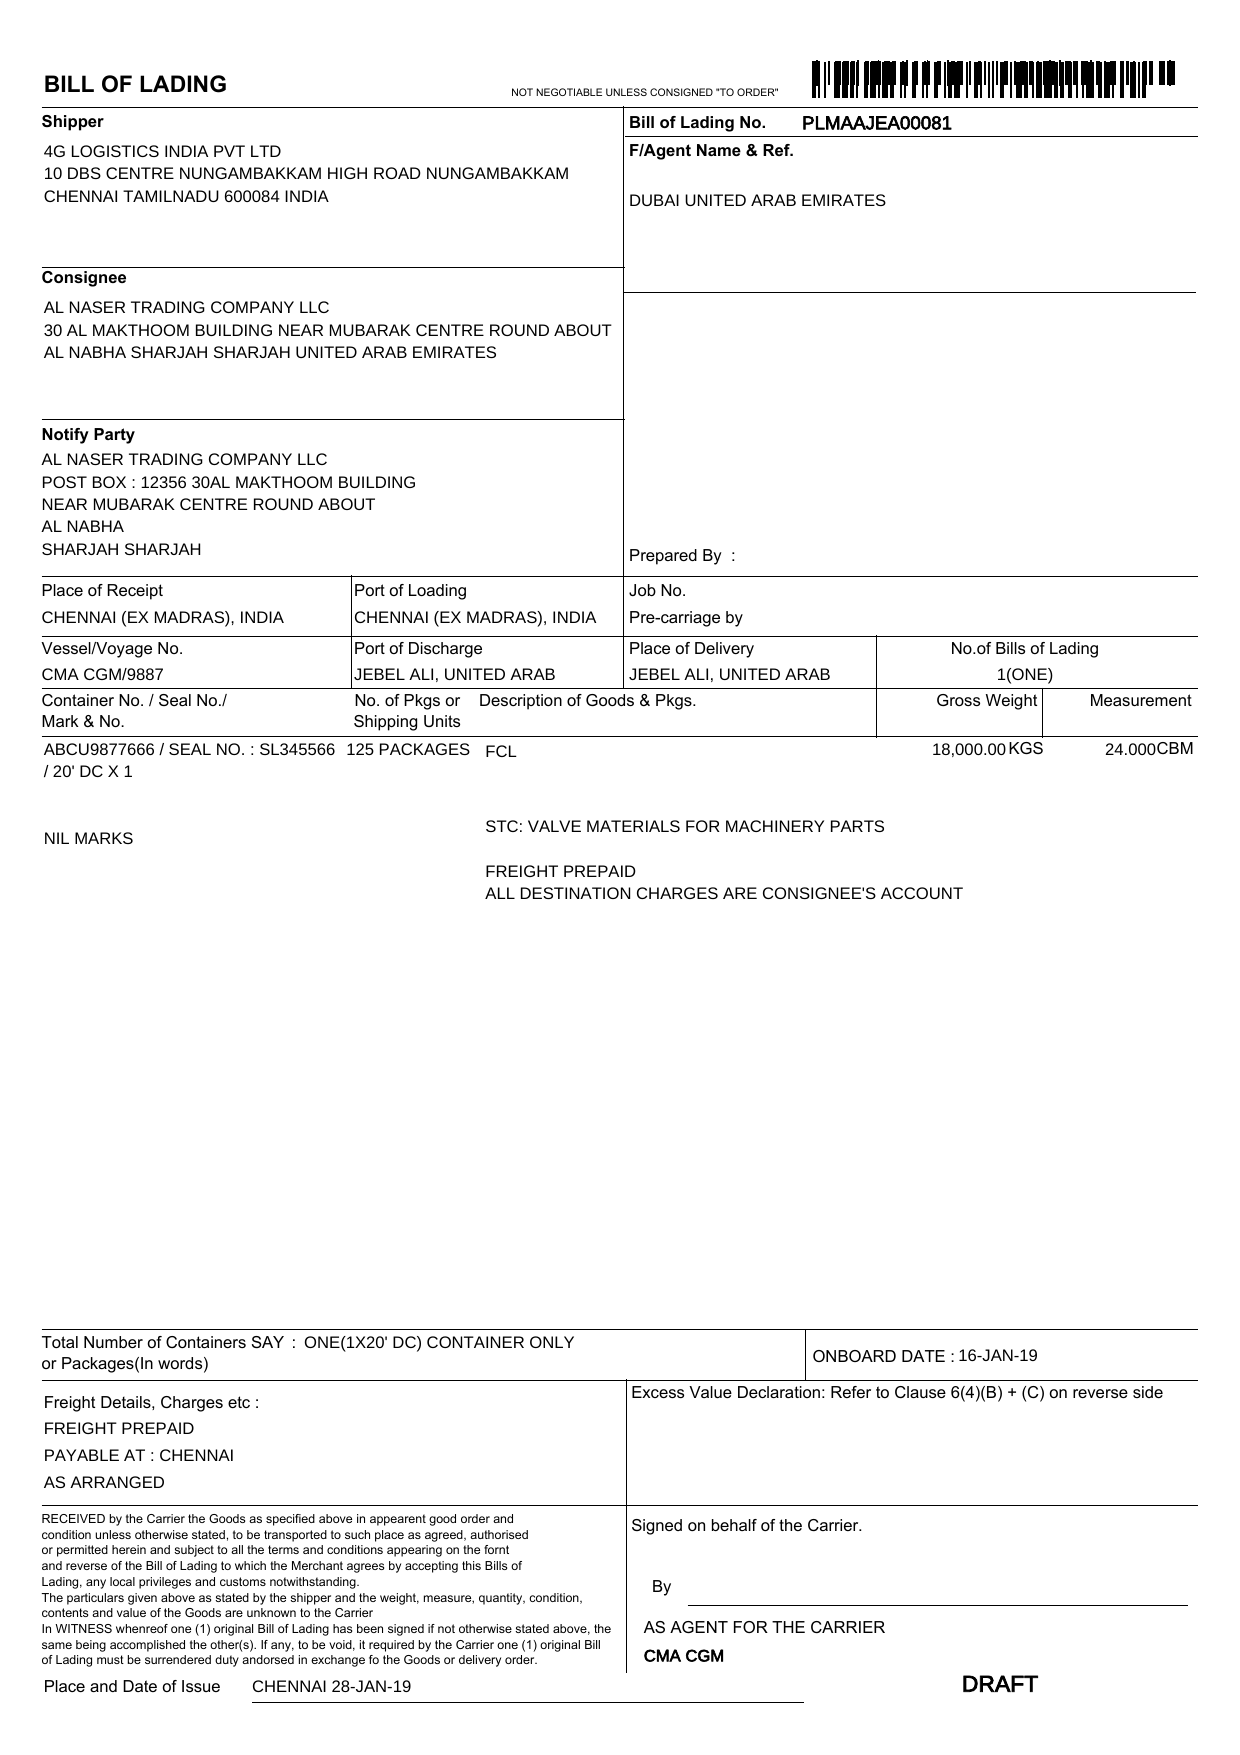 BILL OF LADING
NOT NEGOTIABLE UNLESS CONSIGNED "TO ORDER"
Shipper
4G LOGISTICS INDIA PVT LTD
10 DBS CENTRE NUNGAMBAKKAM HIGH ROAD NUNGAMBAKKAM
CHENNAI TAMILNADU 600084 INDIA
Bill of Lading No. PLMAAJEA00081
F/Agent Name & Ref.
DUBAI UNITED ARAB EMIRATES
Consignee
AL NASER TRADING COMPANY LLC
30 AL MAKTHOOM BUILDING NEAR MUBARAK CENTRE ROUND ABOUT
AL NABHA SHARJAH SHARJAH UNITED ARAB EMIRATES
Notify Party
AL NASER TRADING COMPANY LLC
POST BOX : 12356 30AL MAKTHOOM BUILDING
NEAR MUBARAK CENTRE ROUND ABOUT
AL NABHA
SHARJAH SHARJAH
Prepared By :
Place of Receipt
CHENNAI (EX MADRAS), INDIA
Port of Loading
CHENNAI (EX MADRAS), INDIA
Job No.
Pre-carriage by
Vessel/Voyage No.
CMA CGM/9887
Port of Discharge
JEBEL ALI, UNITED ARAB
Place of Delivery
JEBEL ALI, UNITED ARAB
No.of Bills of Lading
1(ONE)
Container No. / Seal No./
Mark & No.
No. of Pkgs or
Shipping Units
Description of Goods & Pkgs.
Gross Weight
Measurement
ABCU9877666 / SEAL NO. : SL345566 125 PACKAGES FCL 18,000.00 KGS 24.000CBM
/ 20' DC X 1
STC: VALVE MATERIALS FOR MACHINERY PARTS
NIL MARKS
FREIGHT PREPAID
ALL DESTINATION CHARGES ARE CONSIGNEE'S ACCOUNT
Total Number of Containers SAY : ONE(1X20' DC) CONTAINER ONLY
or Packages(In words)
ONBOARD DATE : 16-JAN-19
Freight Details, Charges etc :
FREIGHT PREPAID
PAYABLE AT : CHENNAI
AS ARRANGED
Excess Value Declaration: Refer to Clause 6(4)(B) + (C) on reverse side
RECEIVED by the Carrier the Goods as specified above in appearent good order and
condition unless otherwise stated, to be transported to such place as agreed, authorised
or permitted herein and subject to all the terms and conditions appearing on the fornt
and reverse of the Bill of Lading to which the Merchant agrees by accepting this Bills of
Lading, any local privileges and customs notwithstanding.
The particulars given above as stated by the shipper and the weight, measure, quantity, condition,
contents and value of the Goods are unknown to the Carrier
In WITNESS whenreof one (1) original Bill of Lading has been signed if not otherwise stated above, the
same being accomplished the other(s). If any, to be void, it required by the Carrier one (1) original Bill
of Lading must be surrendered duty andorsed in exchange fo the Goods or delivery order.
Signed on behalf of the Carrier.
By
AS AGENT FOR THE CARRIER
CMA CGM
Place and Date of Issue CHENNAI 28-JAN-19
DRAFT